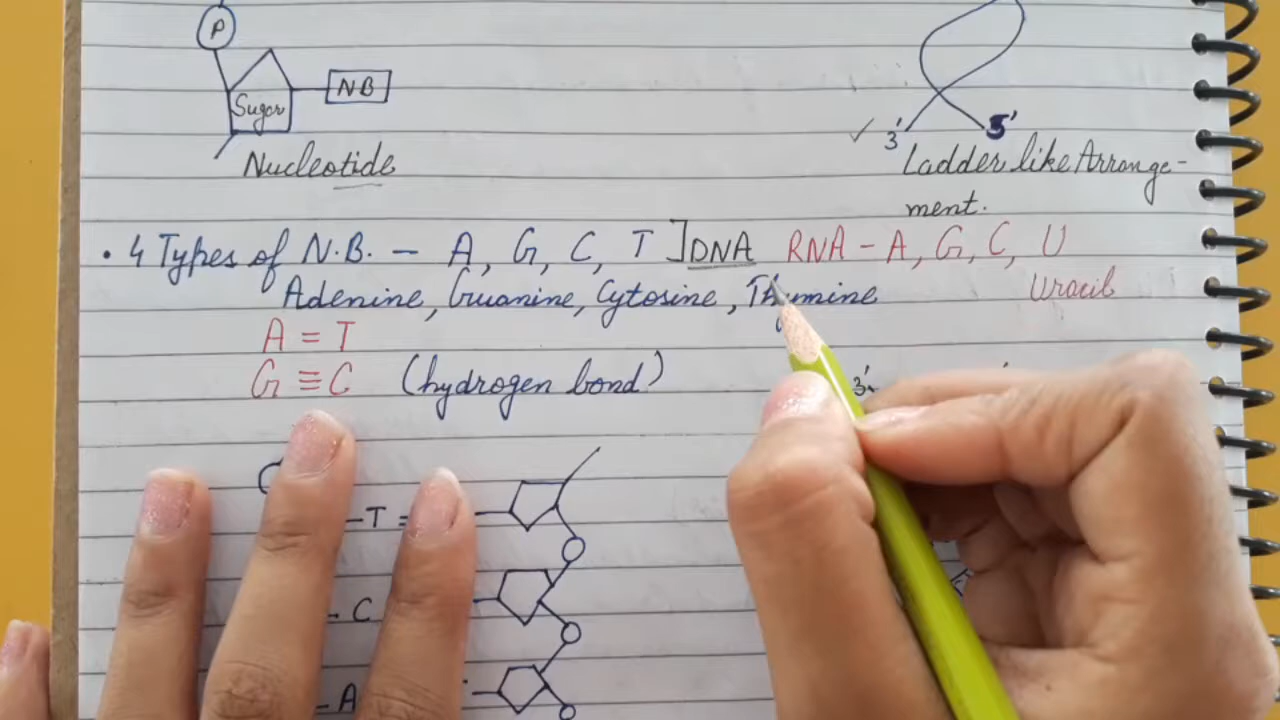 P
Sugar NB
Nucleotide
3' 5'
Ladder like Arrange-
ment.
• 4 Types of N.B. - A, G, C, T ]DNA RNA - A, G, C, U
Adenine, Guanine, Cytosine, Thymine Uracil
A = T
G ≡ C (hydrogen bond)
3'
-T =
- C
- A